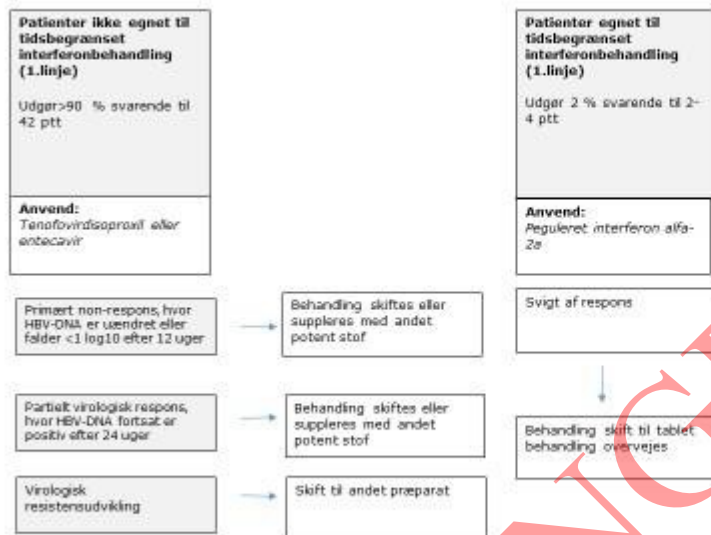 Patienter ikke egnet til
tidsbegrænset
interferonbehandling
(1.linje)
Udgør>90 % svarende til
42 ptt
Anvend:
Tenofovirdisoproxil eller
entecavir
Patienter egnet til
tidsbegrænset
interferonbehandling
(1.linje)
Udgør 2 % svarende til 2-
4 ptt
Anvend:
Peguleret interferon alfa-
2a
Primært non-respons, hvor
HBV-DNA er uændret eller
falder <1 log10 efter 12 uger
Behandling skiftes eller
suppleres med andet
potent stof
Svigt af respons
Partielt virologisk respons,
hvor HBV-DNA fortsat er
positiv efter 24 uger
Behandling skiftes eller
suppleres med andet
potent stof
Behandling skift til tablet
behandling overvejes
Virologisk
resistensudvikling
Skift til andet præparat
NG